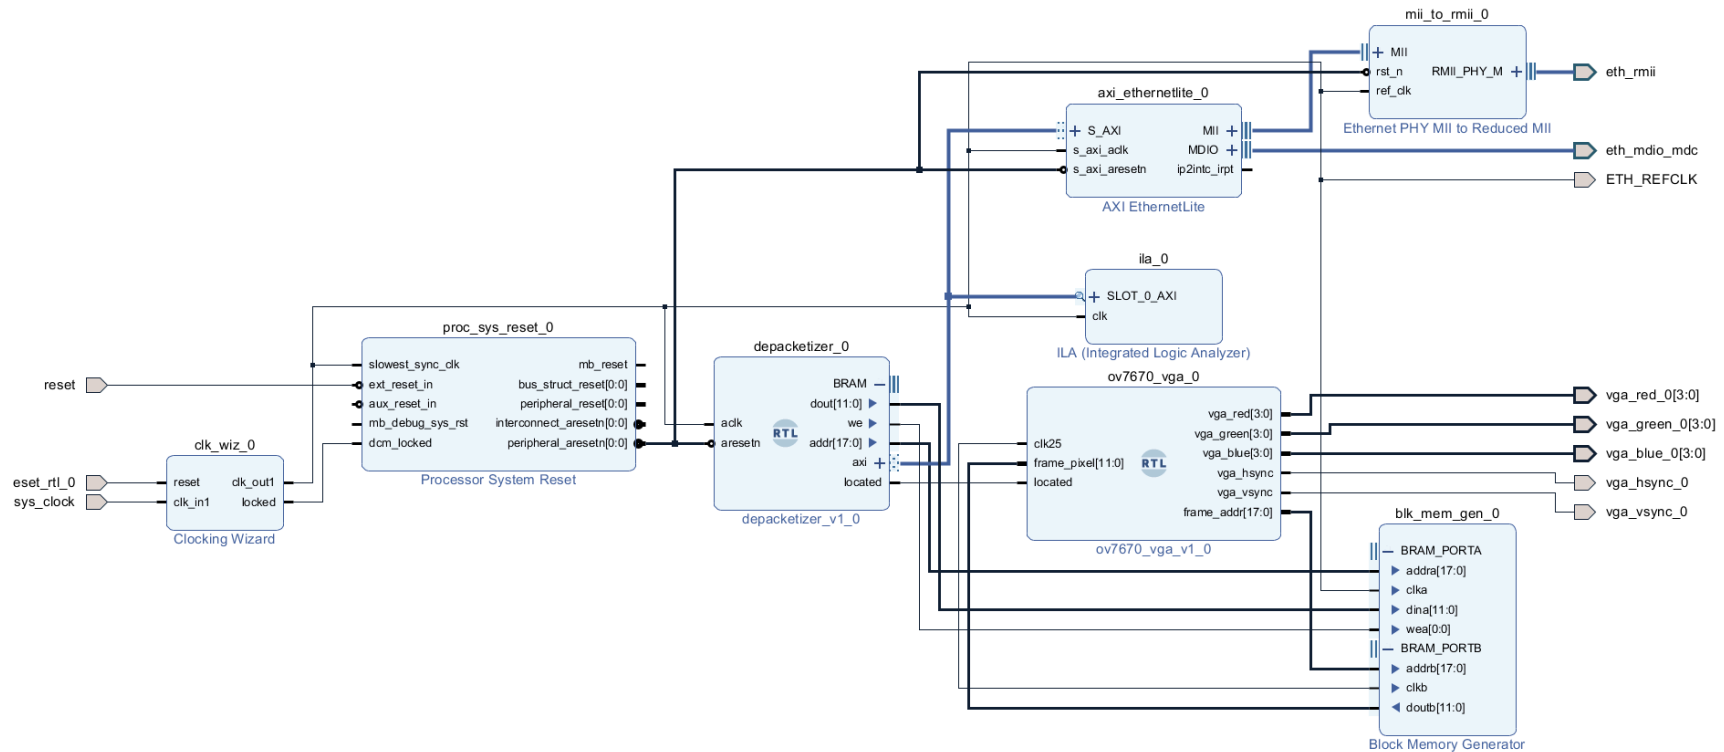 mii_to_rmii_0
MII
rst_n
ref_clk
RMII_PHY_M
Ethernet PHY MII to Reduced MII
eth_rmii
eth_mdio_mdc
ETH_REFCLK
axi_ethernetlite_0
S_AXI
s_axi_aclk
s_axi_aresetn
MII
MDIO
ip2intc_irpt
AXI EthernetLite
ila_0
SLOT_0_AXI
clk
ILA (Integrated Logic Analyzer)
proc_sys_reset_0
slowest_sync_clk
ext_reset_in
aux_reset_in
mb_debug_sys_rst
dcm_locked
mb_reset
bus_struct_reset[0:0]
peripheral_reset[0:0]
interconnect_aresetn[0:0]
peripheral_aresetn[0:0]
Processor System Reset
reset
eset_rtl_0
sys_clock
clk_wiz_0
reset
clk_in1
clk_out1
locked
Clocking Wizard
depacketizer_0
aclk
aresetn
RTL
BRAM
dout[11:0]
we
addr[17:0]
axi
located
depacketizer_v1_0
ov7670_vga_0
clk25
frame_pixel[11:0]
located
RTL
vga_red[3:0]
vga_green[3:0]
vga_blue[3:0]
vga_hsync
vga_vsync
frame_addr[17:0]
ov7670_vga_v1_0
vga_red_0[3:0]
vga_green_0[3:0]
vga_blue_0[3:0]
vga_hsync_0
vga_vsync_0
blk_mem_gen_0
BRAM_PORTA
addra[17:0]
clka
dina[11:0]
wea[0:0]
BRAM_PORTB
addrb[17:0]
clkb
doutb[11:0]
Block Memory Generator